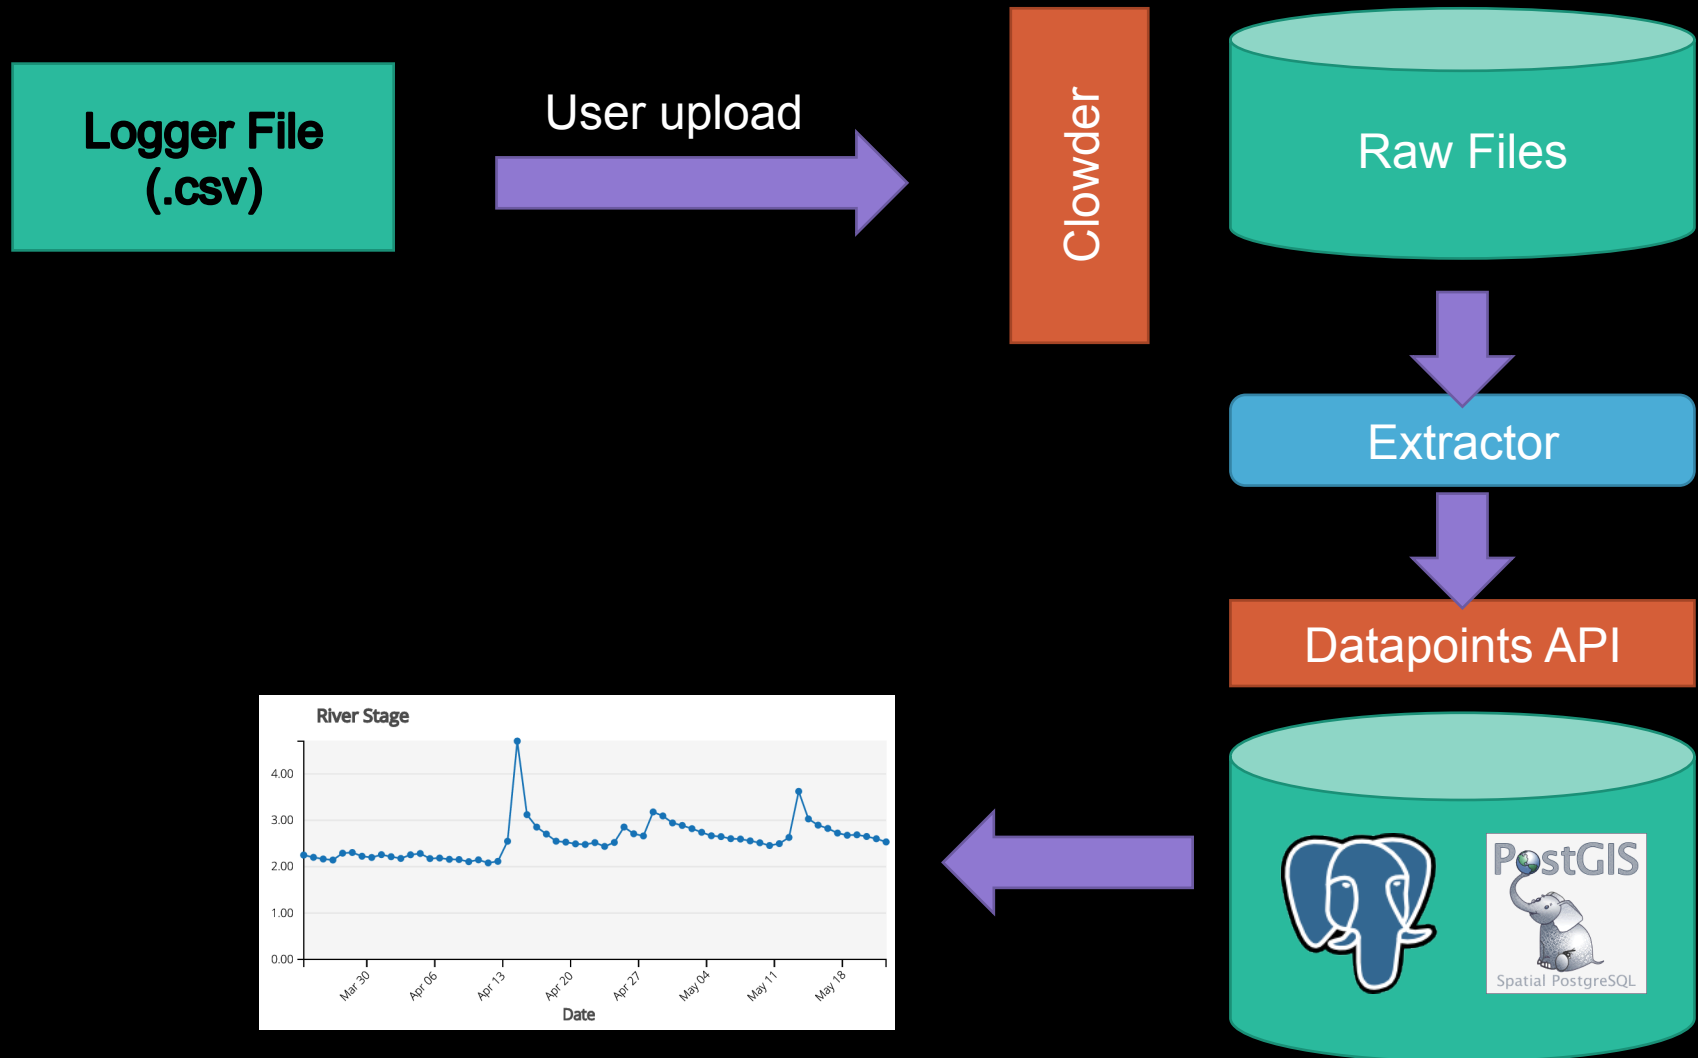 Logger File
(.csv)
User upload
Clowder
Raw Files
Extractor
Datapoints API
River Stage
4.00
3.00
2.00
1.00
0.00
Mar 30
Apr 06
Apr 13
Apr 20
Apr 27
May 04
May 11
May 18
Date
PostGIS
Spatial PostgreSQL